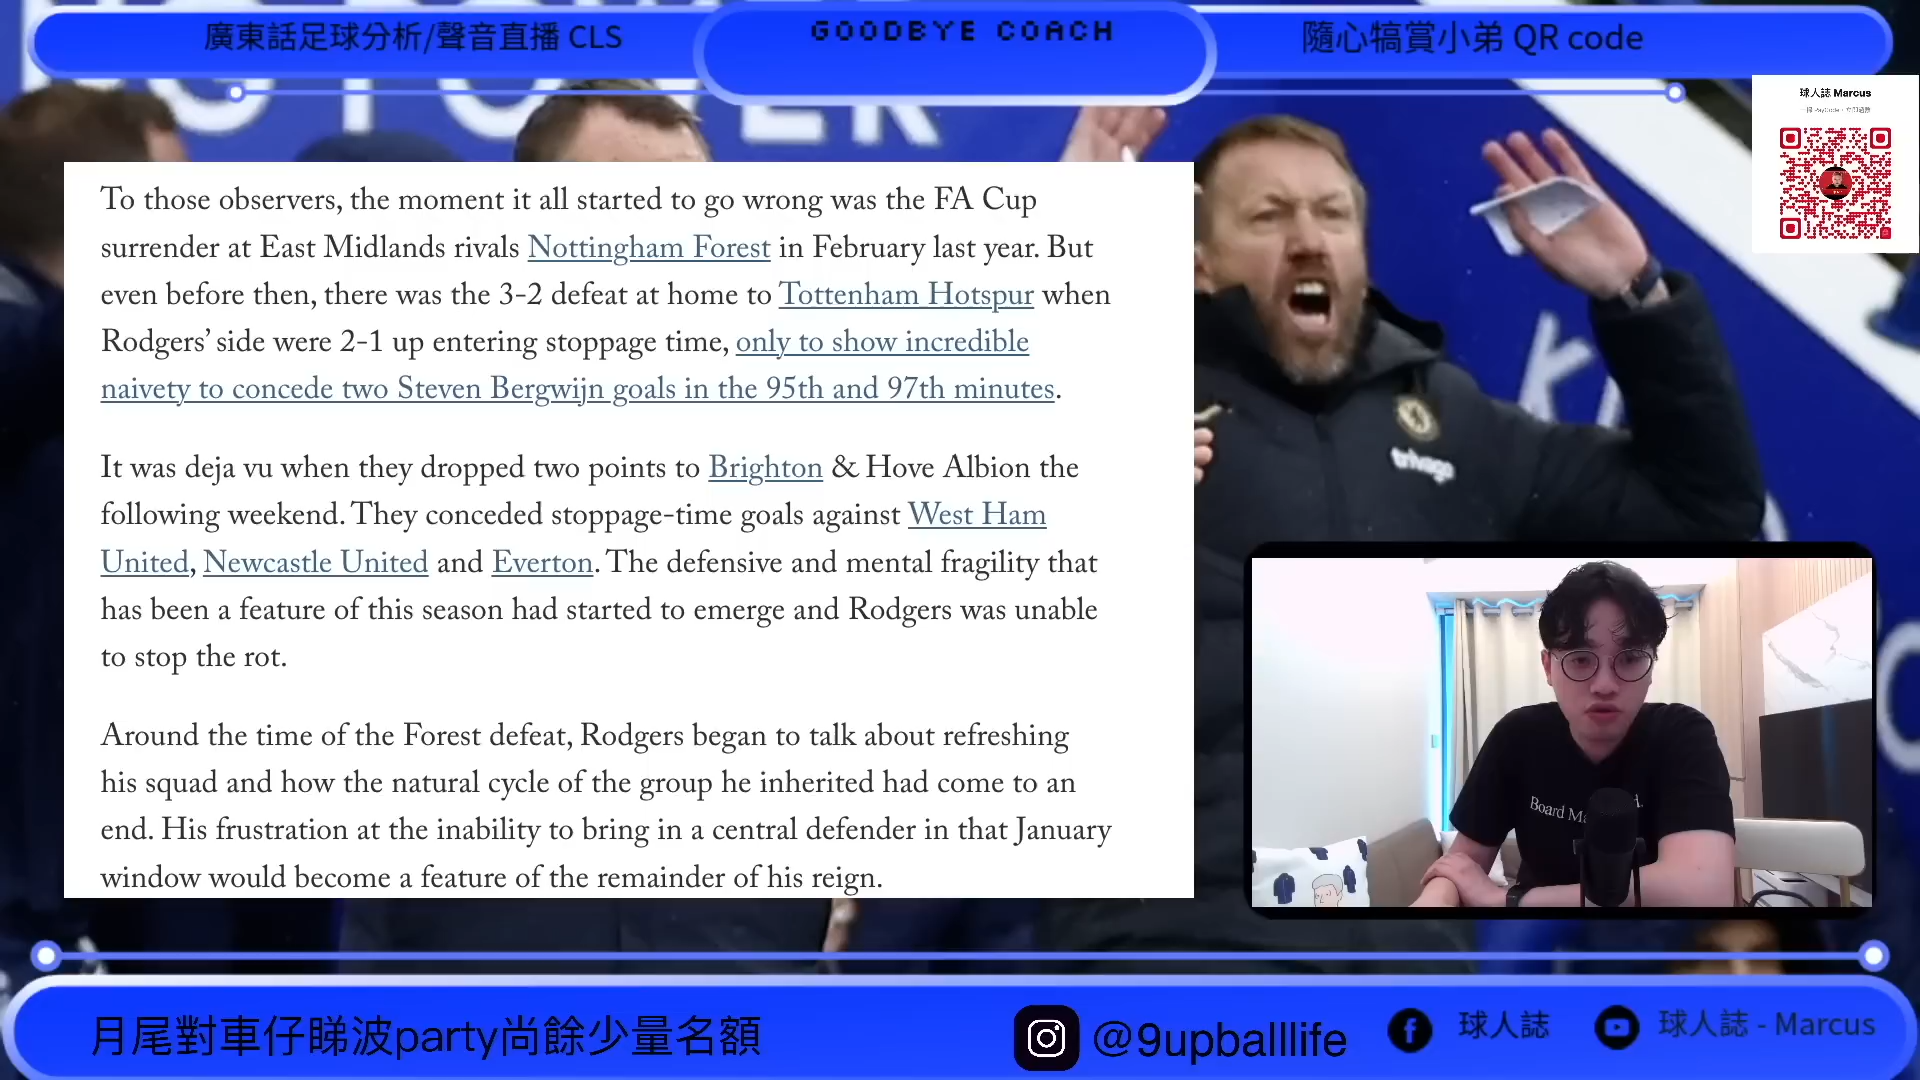 廣東話足球分析/聲音直播 CLS
GOODBYE COACH
隨心犒賞小弟 QR code
球人誌 Marcus
To those observers, the moment it all started to go wrong was the FA Cup
surrender at East Midlands rivals Nottingham Forest in February last year. But
even before then, there was the 3-2 defeat at home to Tottenham Hotspur when
Rodgers’ side were 2-1 up entering stoppage time, only to show incredible
naivety to concede two Steven Bergwijn goals in the 95th and 97th minutes.
It was deja vu when they dropped two points to Brighton & Hove Albion the
following weekend. They conceded stoppage-time goals against West Ham
United, Newcastle United and Everton. The defensive and mental fragility that
has been a feature of this season had started to emerge and Rodgers was unable
to stop the rot.
Around the time of the Forest defeat, Rodgers began to talk about refreshing
his squad and how the natural cycle of the group he inherited had come to an
end. His frustration at the inability to bring in a central defender in that January
window would become a feature of the remainder of his reign.
trivago
Board
月尾對車仔睇波party尚餘少量名額
@9upballlife
球人誌
球人誌 - Marcus